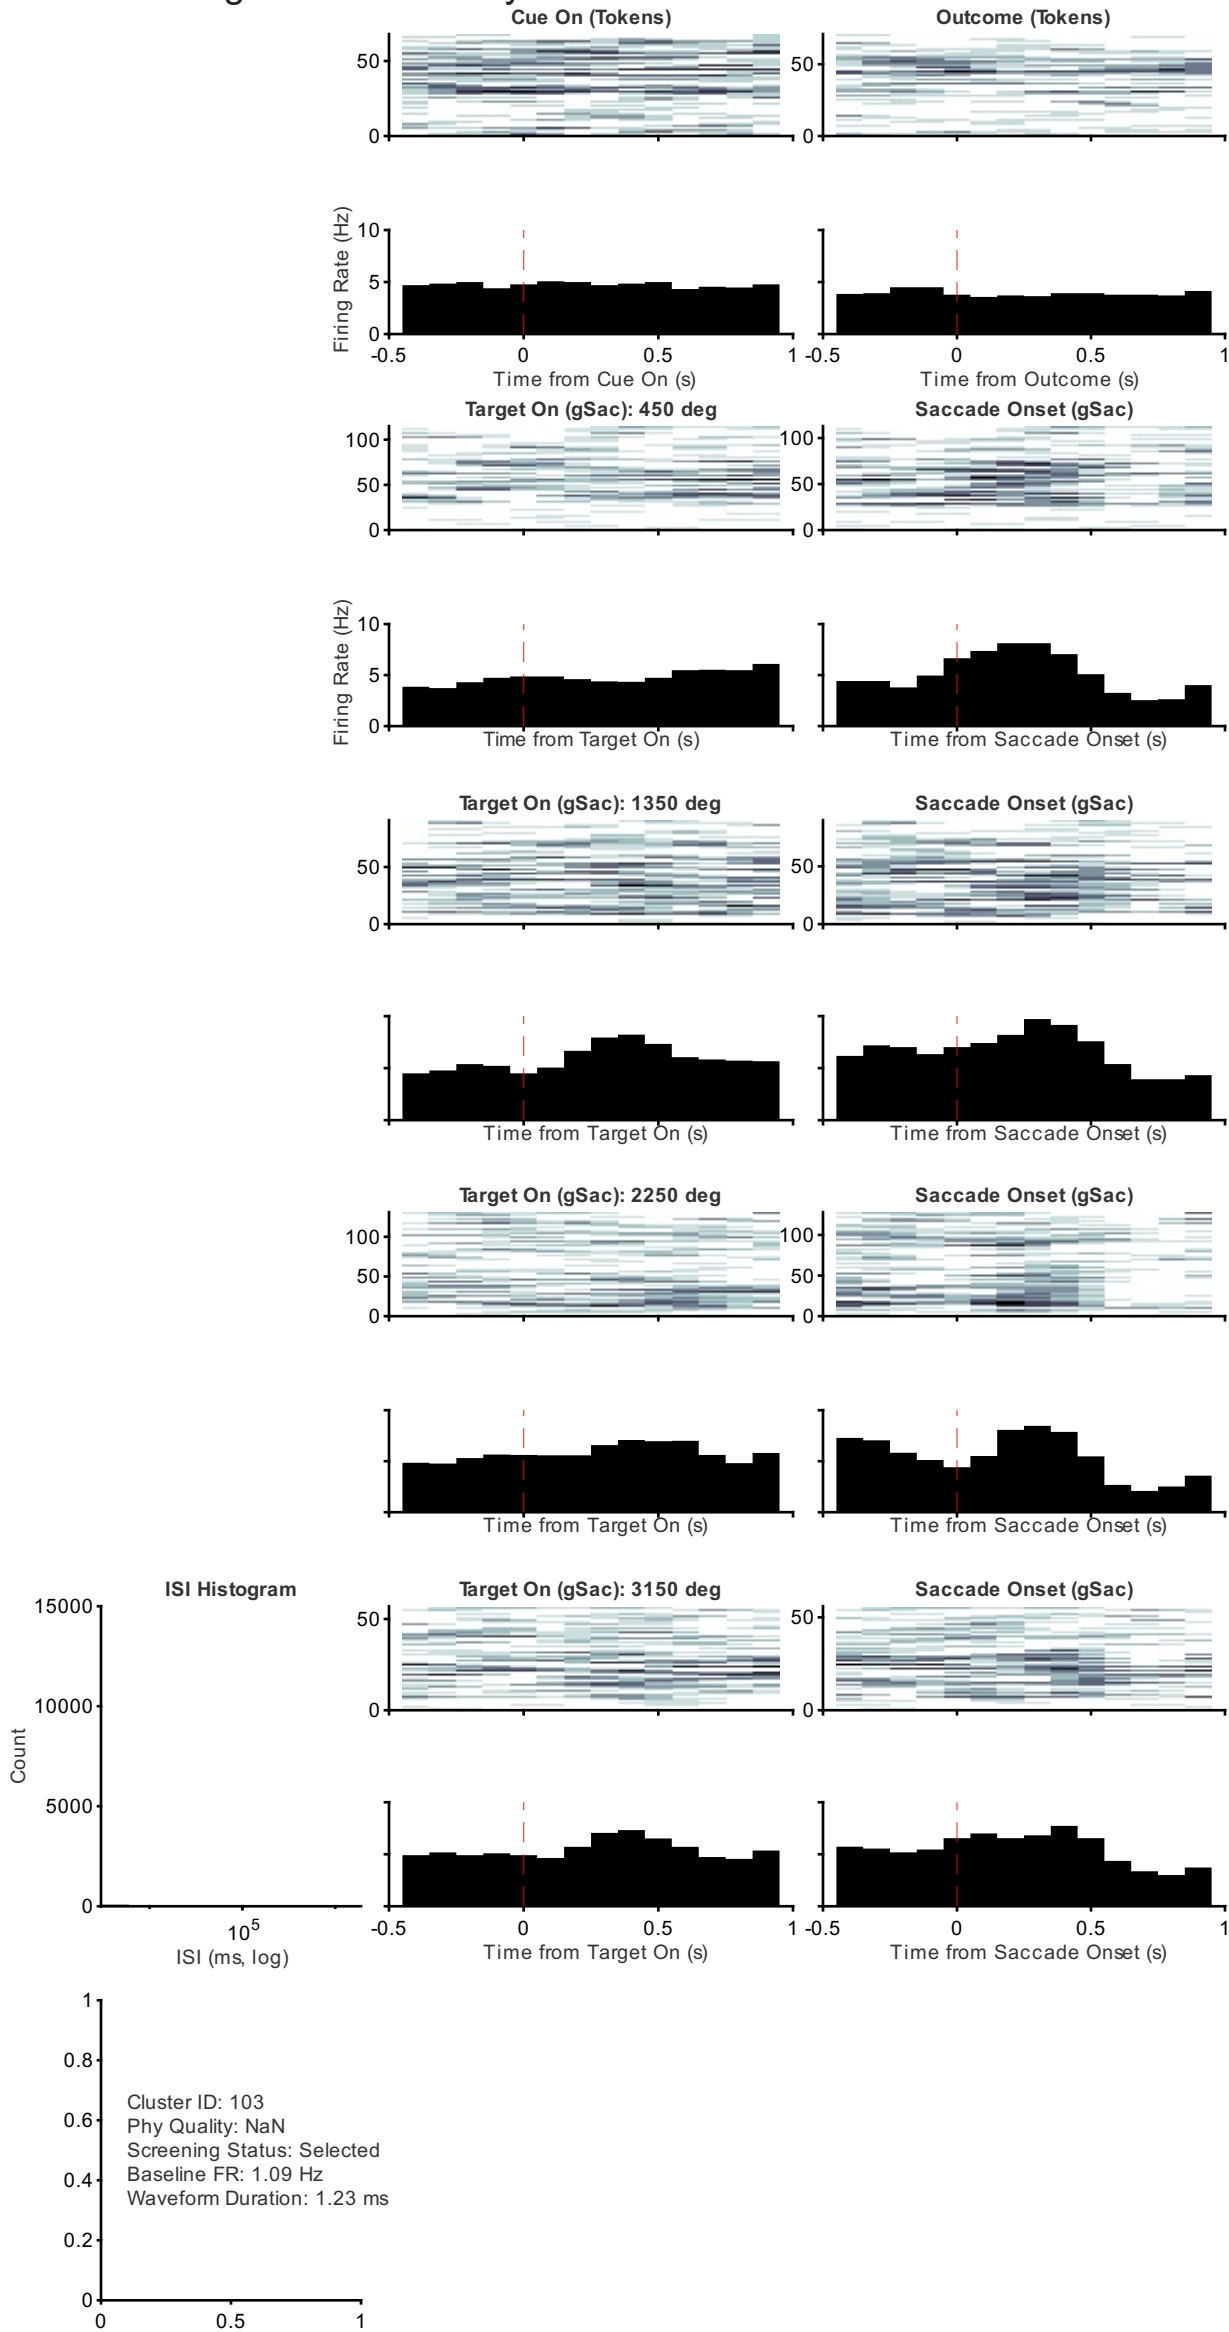 Cue On (Tokens)
Outcome (Tokens)
50
0
50
0
Firing Rate (Hz)
10
5
0
-0.5 0 0.5 1
-0.5 0 0.5 1
Time from Cue On (s)
Time from Outcome (s)
Target On (gSac): 450 deg
Saccade Onset (gSac)
100
50
0
100
50
0
Firing Rate (Hz)
10
5
0
Time from Target On (s)
Time from Saccade Onset (s)
Target On (gSac): 1350 deg
Saccade Onset (gSac)
50
0
50
0
Time from Target On (s)
Time from Saccade Onset (s)
Target On (gSac): 2250 deg
Saccade Onset (gSac)
100
50
0
100
50
0
Time from Target On (s)
Time from Saccade Onset (s)
ISI Histogram
Target On (gSac): 3150 deg
Saccade Onset (gSac)
15000
10000
5000
0
Count
10^5
ISI (ms, log)
50
0
50
0
-0.5 0 0.5 1
-0.5 0 0.5 1
Time from Target On (s)
Time from Saccade Onset (s)
1
0.8
0.6
0.4
0.2
0
Cluster ID: 103
Phy Quality: NaN
Screening Status: Selected
Baseline FR: 1.09 Hz
Waveform Duration: 1.23 ms
0 0.5 1